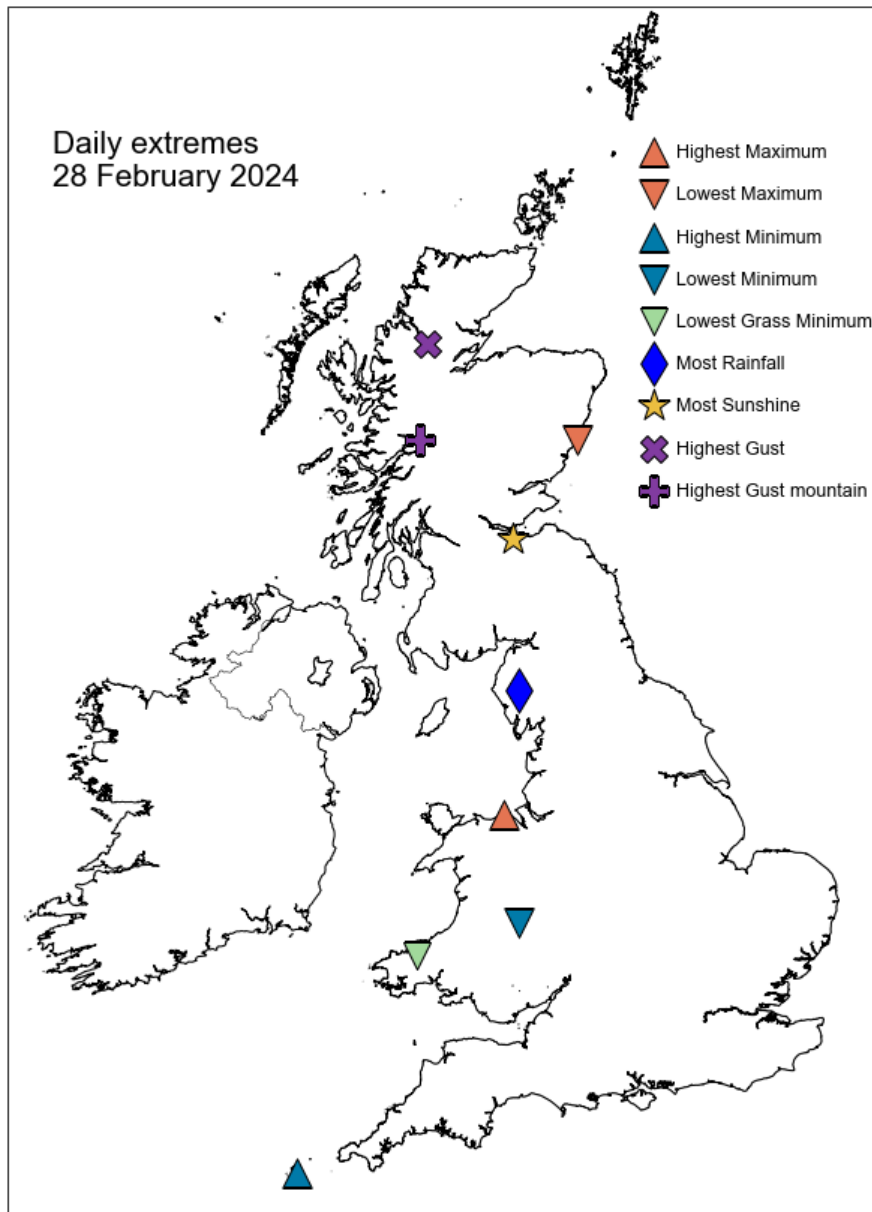 Daily extremes
28 February 2024
Highest Maximum
Lowest Maximum
Highest Minimum
Lowest Minimum
Lowest Grass Minimum
Most Rainfall
Most Sunshine
Highest Gust
Highest Gust mountain